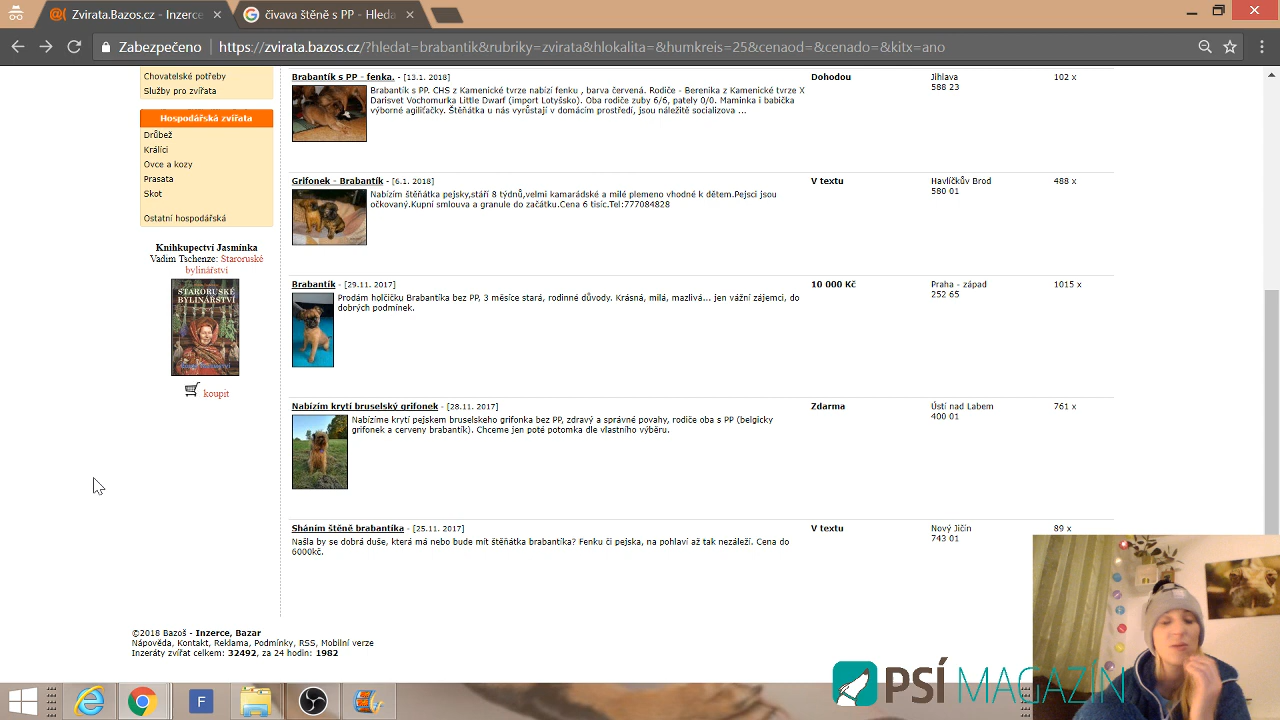 Zvirata.Bazos.cz - Inzerce
čivava štěně s PP - Hleda
Zabezpečeno
https://zvirata.bazos.cz/?hledat=brabantik&rubriky=zvirata&hlokalita=&humkreis=25&cenaod=&cenado=&kitx=ano
Chovatelské potřeby
Služby pro zvířata
Hospodářská zvířata
Drůbež
Králíci
Ovce a kozy
Prasata
Skot
Ostatní hospodářská
Knihkupectví Jasmínka
Vadim Tschenze: Staroruské
bylinářství
STARORUSKÉ
BYLINÁŘSTVÍ
koupit
Brabantík s PP - fenka. - [13.1. 2018]
Brabantík s PP. CHS z Kamenické tvrze nabízí fenku , barva červená. Rodiče - Berenika z Kamenické tvrze X
Darisvet Vochomurka Little Dwarf (import Lotyšsko). Oba rodiče zuby 6/6, pately 0/0. Maminka i babička
výborné agiliťačky. Štěňátka u nás vyrůstají v domácím prostředí, jsou náležitě socializova ...
Dohodou
Jihlava
588 23
102 x
Grifonek - Brabantík - [6.1. 2018]
Nabízím štěňátka pejsky,stáří 8 týdnů,velmi kamarádské a milé plemeno vhodné k dětem.Pejsci jsou
očkovaný.Kupní smlouva a granule do začátku.Cena 6 tisíc.Tel:777084828
V textu
Havlíčkův Brod
580 01
488 x
Brabantík - [29.11. 2017]
Prodám holčičku Brabantíka bez PP, 3 měsíce stará, rodinné důvody. Krásná, milá, mazlivá... jen vážní zájemci, do
dobrých podmínek.
10 000 Kč
Praha - západ
252 65
1015 x
Nabízím krytí bruselský grifonek - [28.11. 2017]
Nabízíme krytí pejskem bruselskeho grifonka bez PP, zdravý a správné povahy, rodiče oba s PP (belgicky
grifonek a cerveny brabantík). Chceme jen poté potomka dle vlastního výběru.
Zdarma
Ústí nad Labem
400 01
761 x
Sháním štěně brabantíka - [25.11. 2017]
Našla by se dobrá duše, která má nebo bude mít štěňátka brabantíka? Fenku či pejska, na pohlaví až tak nezáleží. Cena do
6000kč.
V textu
Nový Jičín
743 01
89 x
©2018 Bazoš - Inzerce, Bazar
Nápověda, Kontakt, Reklama, Podmínky, RSS, Mobilní verze
Inzeráty zvířat celkem: 32492, za 24 hodin: 1982
PSÍ MAGAZÍN